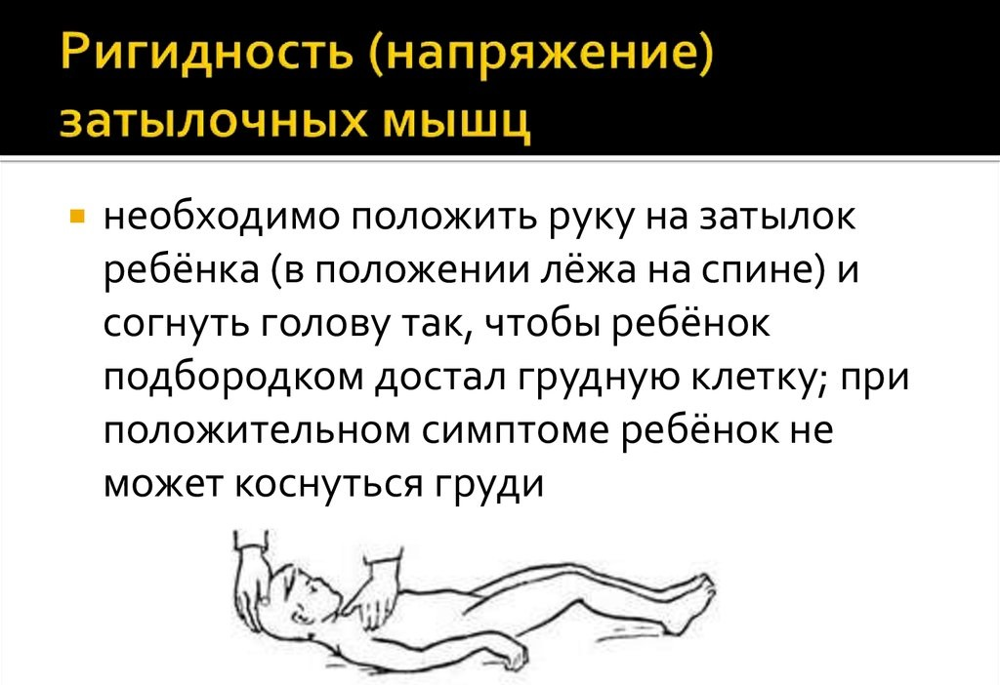 Ригидность (напряжение)
затылочных мышц
необходимо положить руку на затылок
ребёнка (в положении лёжа на спине) и
согнуть голову так, чтобы ребёнок
подбородком достал грудную клетку; при
положительном симптоме ребёнок не
может коснуться груди